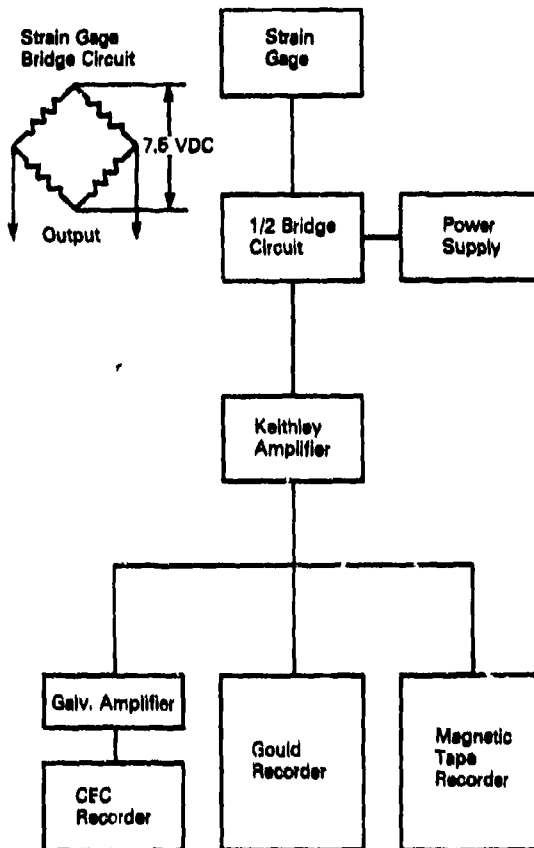 Strain Gage
Bridge Circuit
7.5 VDC
Output
Strain
Gage
1/2 Bridge
Circuit
Power
Supply
Keithley
Amplifier
Galv. Amplifier
CEC
Recorder
Gould
Recorder
Magnetic
Tape
Recorder